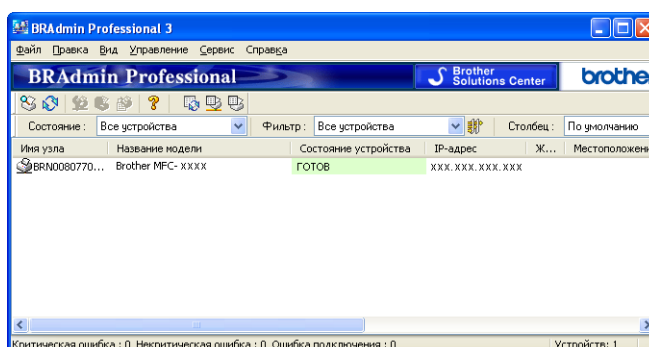 BRAdmin Professional 3
Файл Правка Вид Управление Сервис Справка
BRAdmin Professional Brother Solutions Center brothe
Состояние : Все устройства Фильтр : Все устройства Столбец : По умолчанию
Имя узла Название модели Состояние устройства IP-адрес Ж... Местоположен
BRN0080770... Brother MFC- xxxx ГОТОВ xxx.xxx.xxx.xxx
Критическая ошибка : 0 Некритическая ошибка : 0 Ошибка подключения : 0 Устройств: 1